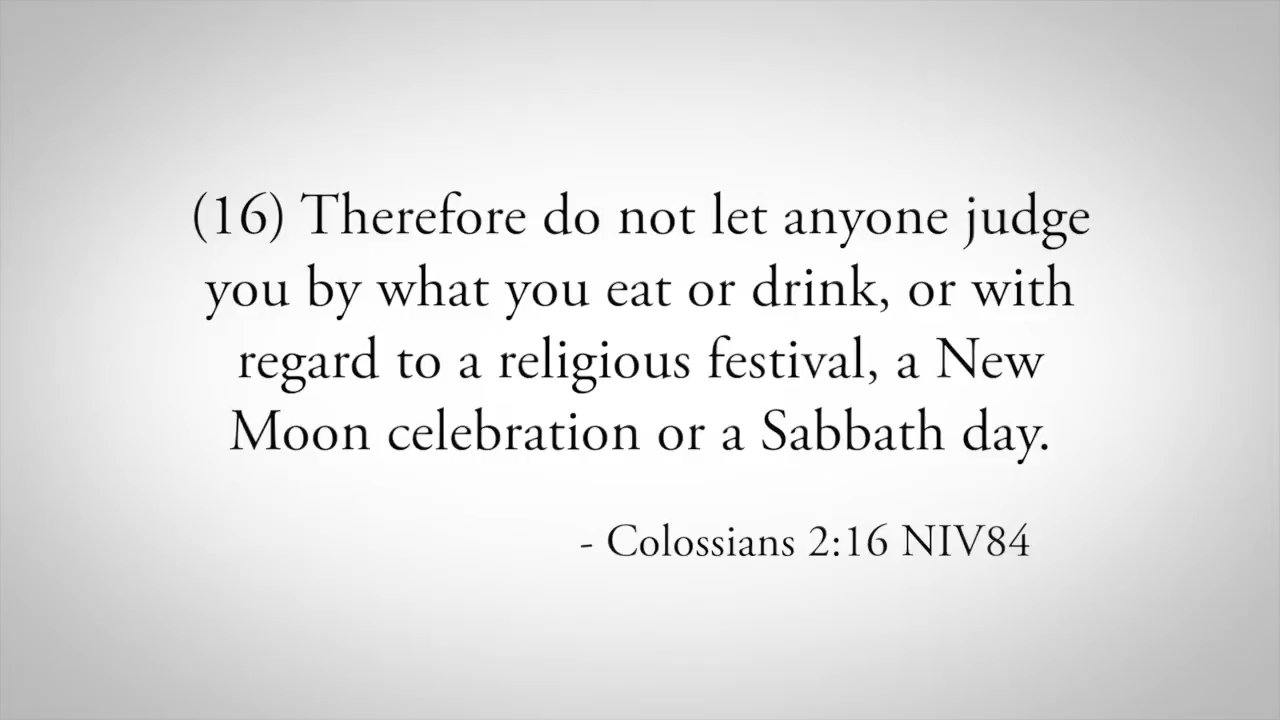 (16) Therefore do not let anyone judge
you by what you eat or drink, or with
regard to a religious festival, a New
Moon celebration or a Sabbath day.
- Colossians 2:16 NIV84